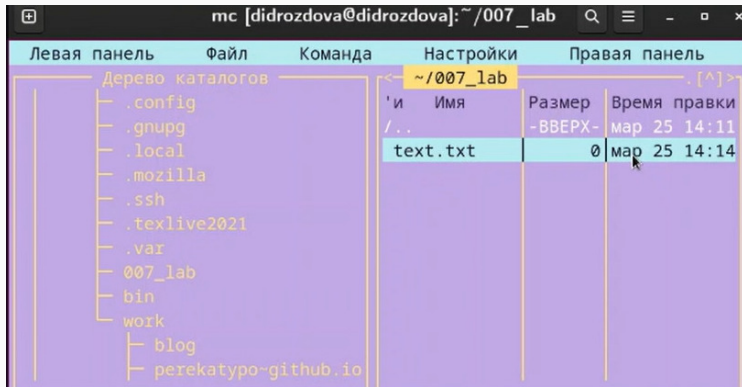 mc [didrozdova@didrozdova]:~/007_lab
Левая панель Файл Команда Настройки Правая панель
Дерево каталогов
.config
.gnupg
.local
.mozilla
.ssh
.texlive2021
.var
007_lab
bin
work
blog
perekatypo~github.io
<─ ~/007_lab .[^]>
'и Имя Размер Время правки
/.. -ВВЕРХ- мар 25 14:11
text.txt 0 мар 25 14:14